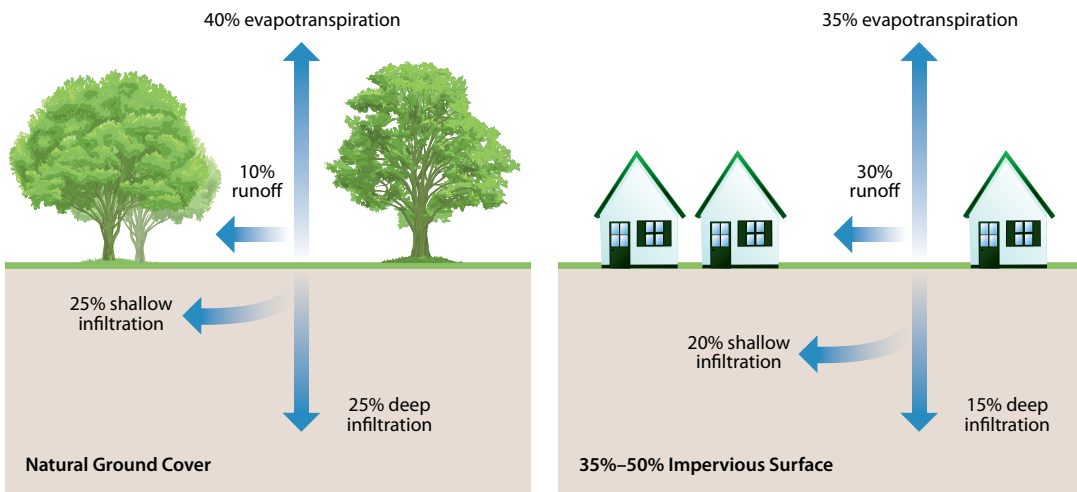 40% evapotranspiration
10%
runoff
25% shallow
infiltration
25% deep
infiltration
Natural Ground Cover
35% evapotranspiration
30%
runoff
20% shallow
infiltration
15% deep
infiltration
35%–50% Impervious Surface